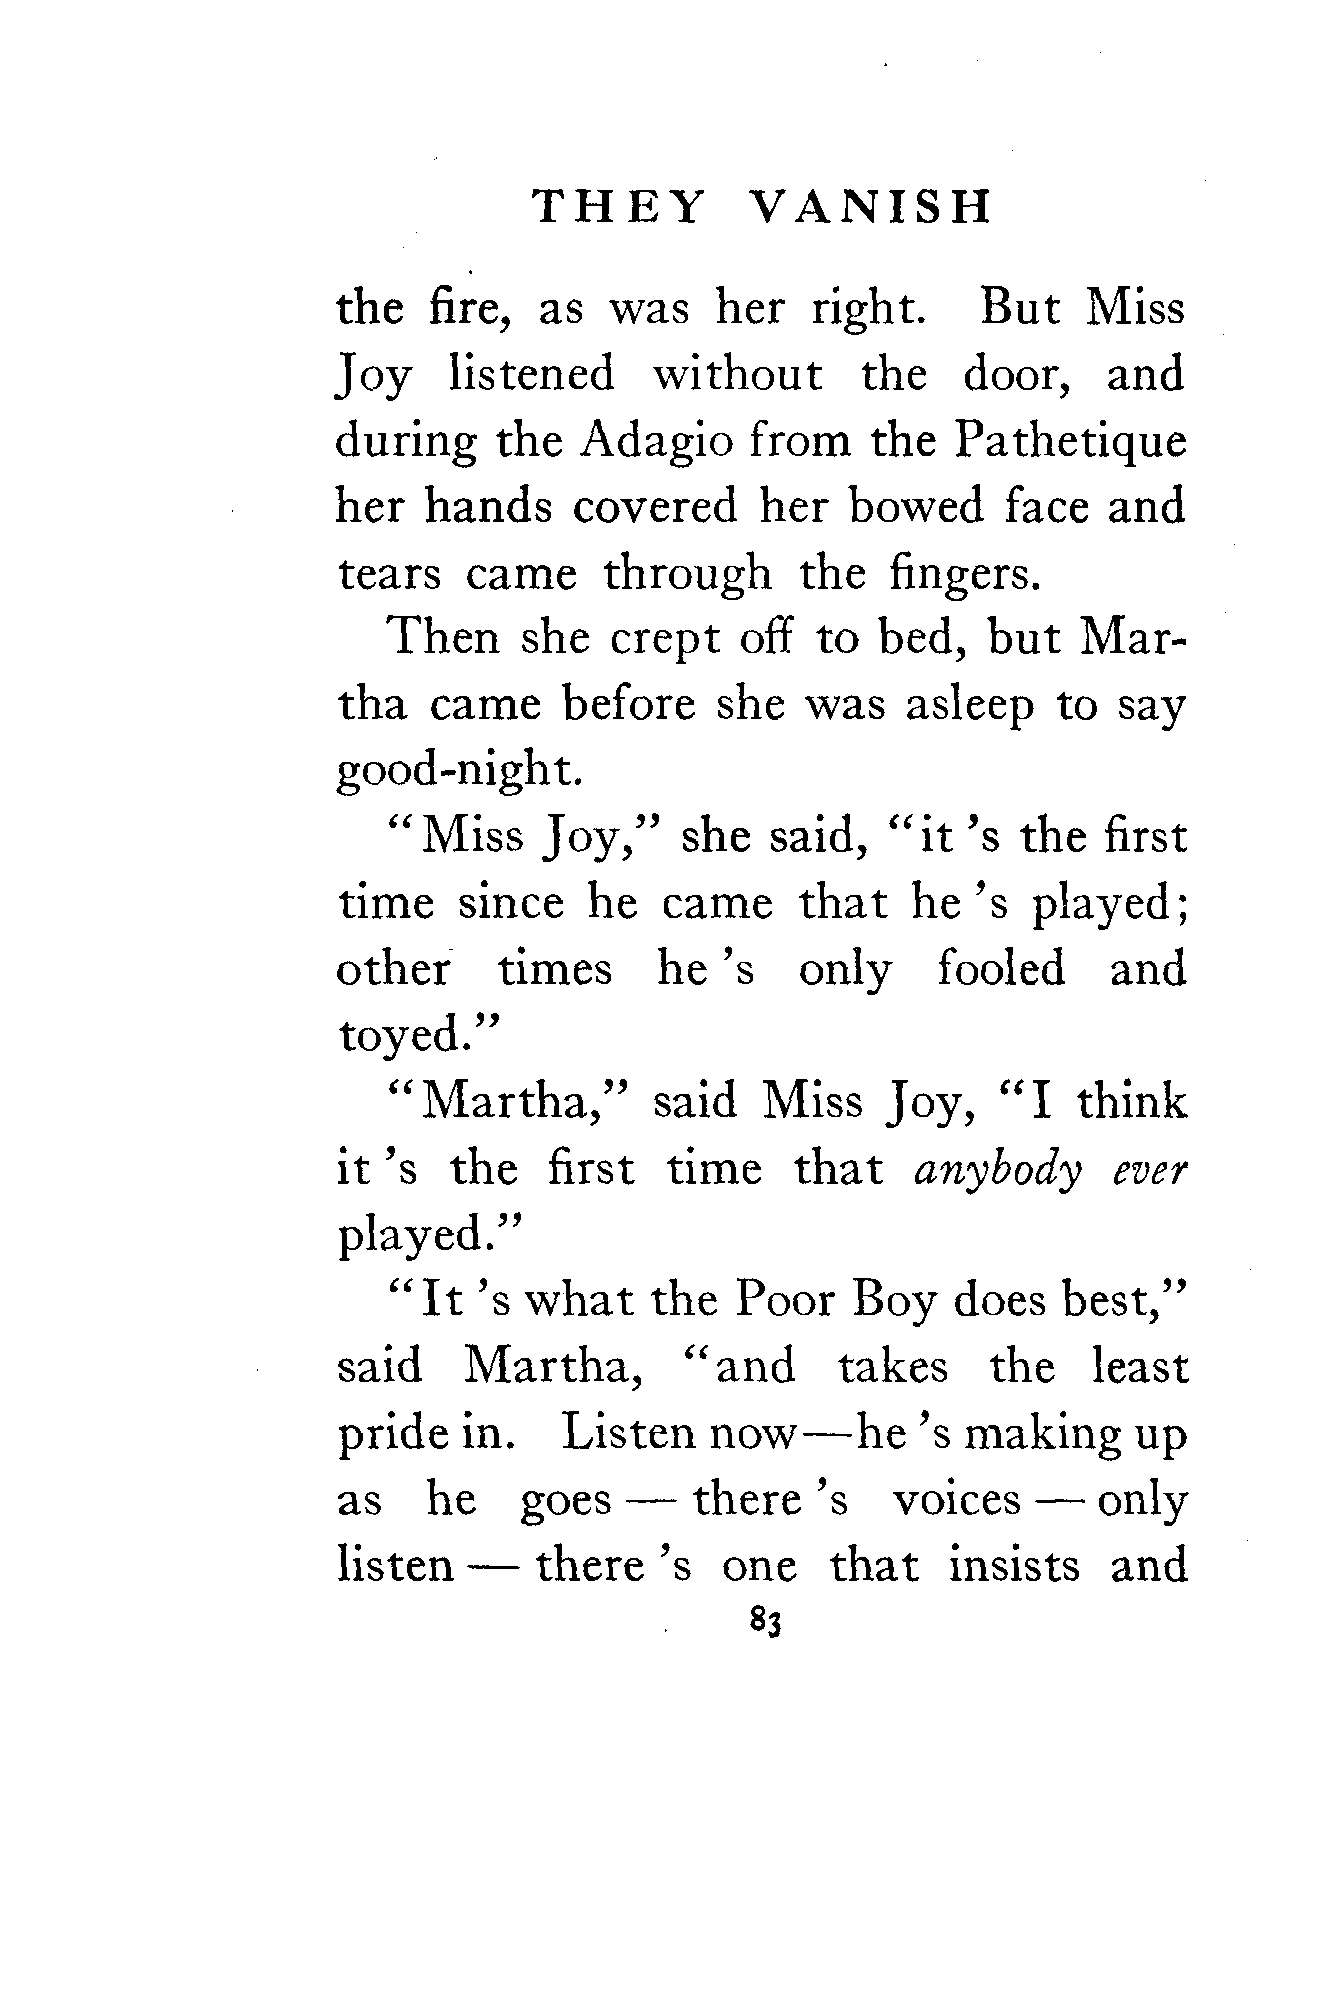 THEY VANISH
the fire, as was her right. But Miss
Joy listened without the door, and
during the Adagio from the Pathetique
her hands covered her bowed face and
tears came through the fingers.
Then she crept off to bed, but Mar-
tha came before she was asleep to say
good-night.
“Miss Joy,” she said, “it ’s the first
time since he came that he ’s played;
other times he ’s only fooled and
toyed.”
“Martha,” said Miss Joy, “I think
it ’s the first time that anybody ever
played.”
“It ’s what the Poor Boy does best,”
said Martha, “and takes the least
pride in. Listen now—he ’s making up
as he goes — there ’s voices — only
listen — there ’s one that insists and
83